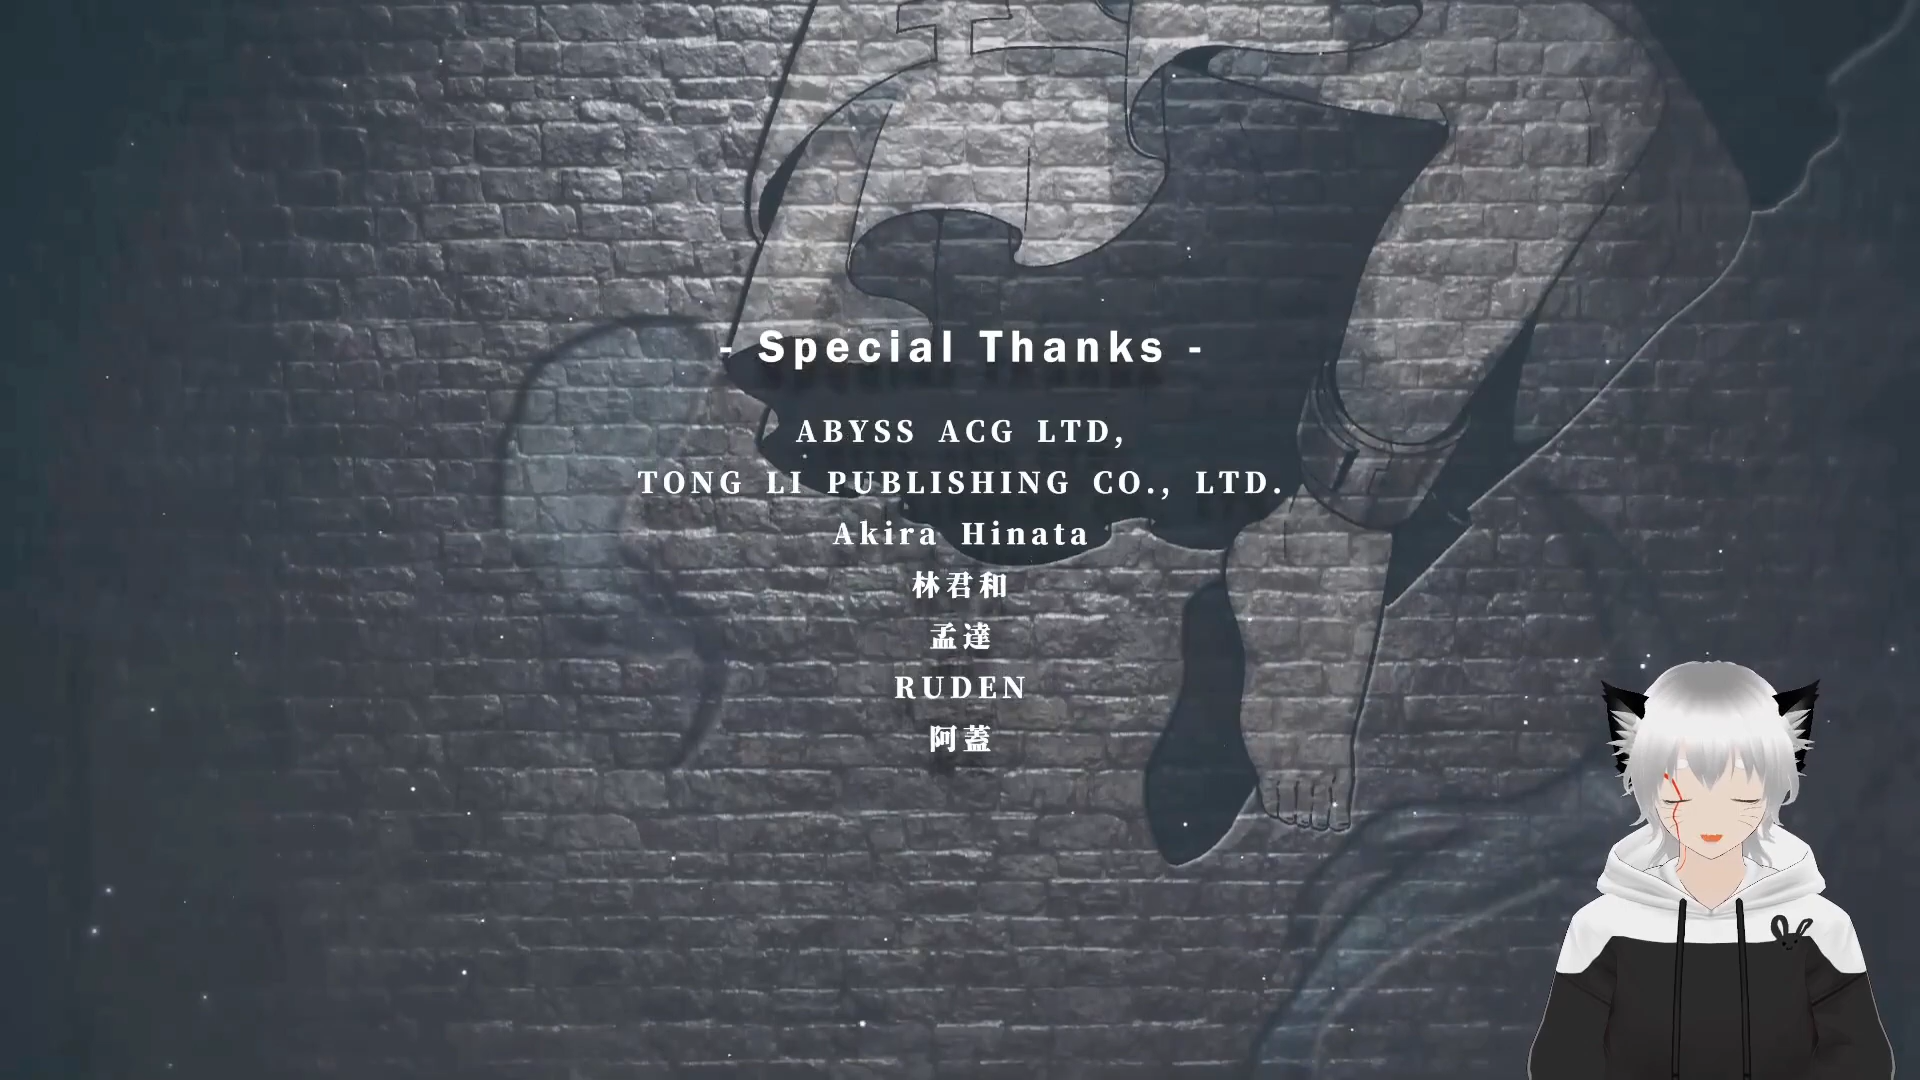 - Special Thanks -
ABYSS ACG LTD,
TONG LI PUBLISHING CO., LTD.
Akira Hinata
林君和
孟達
RUDEN
阿蓋